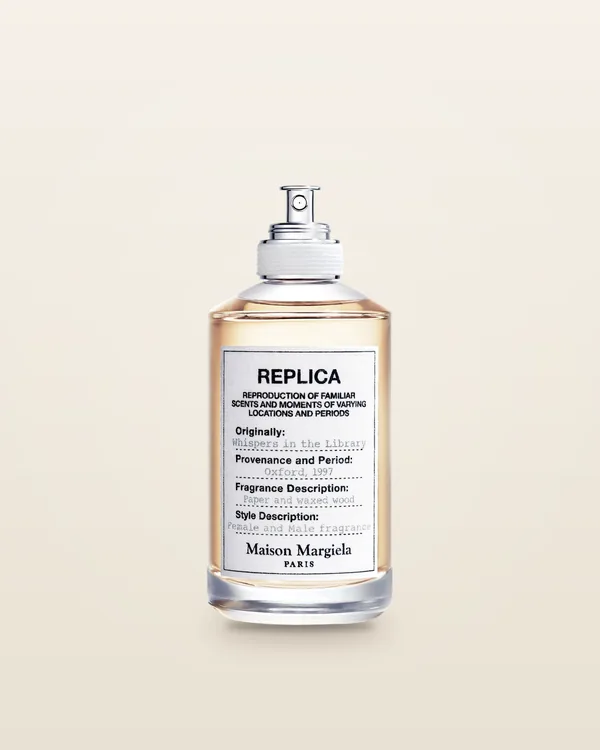 REPLICA
REPRODUCTION OF FAMILIAR
SCENTS AND MOMENTS OF VARYING
LOCATIONS AND PERIODS
Originally:
Whispers in the Library
Provenance and Period:
Oxford, 1997
Fragrance Description:
Paper and waxed wood
Style Description:
Female and Male fragrance
Maison Margiela
PARIS